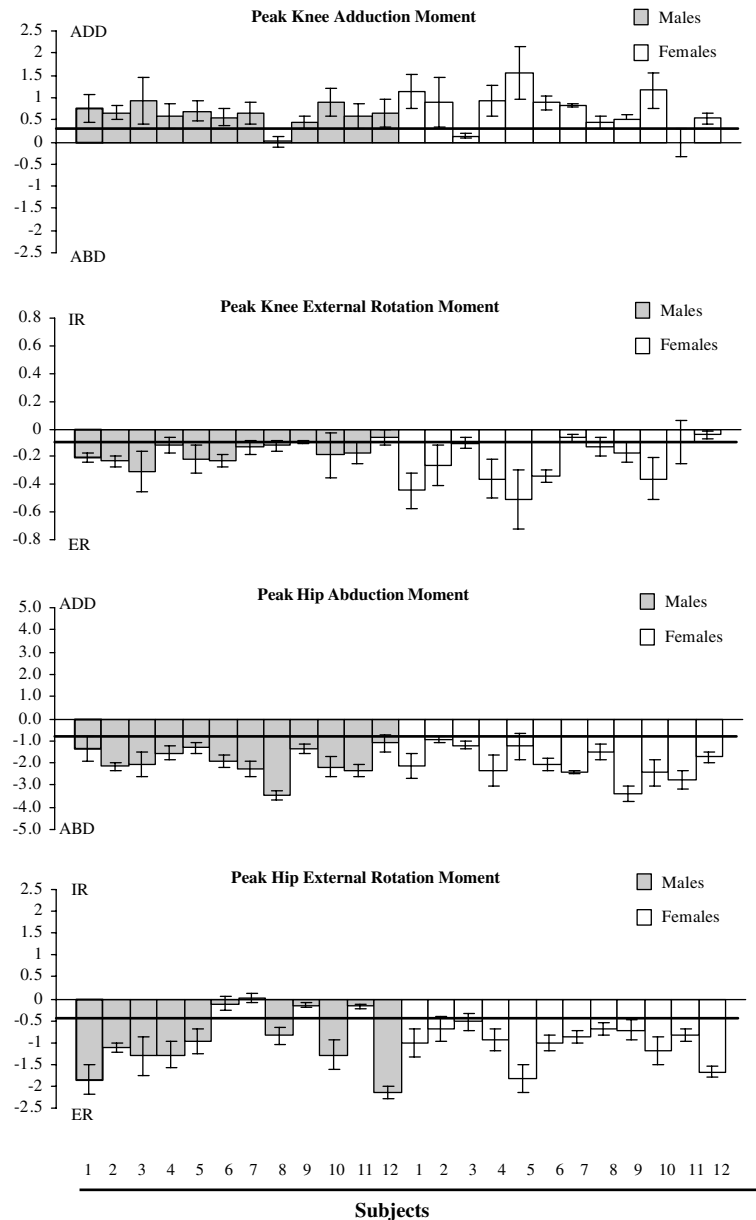 Peak Knee Adduction Moment
ADD
Males
Females
2.5
2
1.5
1
0.5
0
-0.5
-1
-1.5
-2
-2.5
ABD
Peak Knee External Rotation Moment
IR
Males
Females
0.8
0.6
0.4
0.2
0
-0.2
-0.4
-0.6
-0.8
ER
Peak Hip Abduction Moment
ADD
Males
Females
5.0
4.0
3.0
2.0
1.0
0.0
-1.0
-2.0
-3.0
-4.0
-5.0
ABD
Peak Hip External Rotation Moment
IR
Males
Females
2.5
2
1.5
1
0.5
0
-0.5
-1
-1.5
-2
-2.5
ER
1 2 3 4 5 6 7 8 9 10 11 12 1 2 3 4 5 6 7 8 9 10 11 12
Subjects